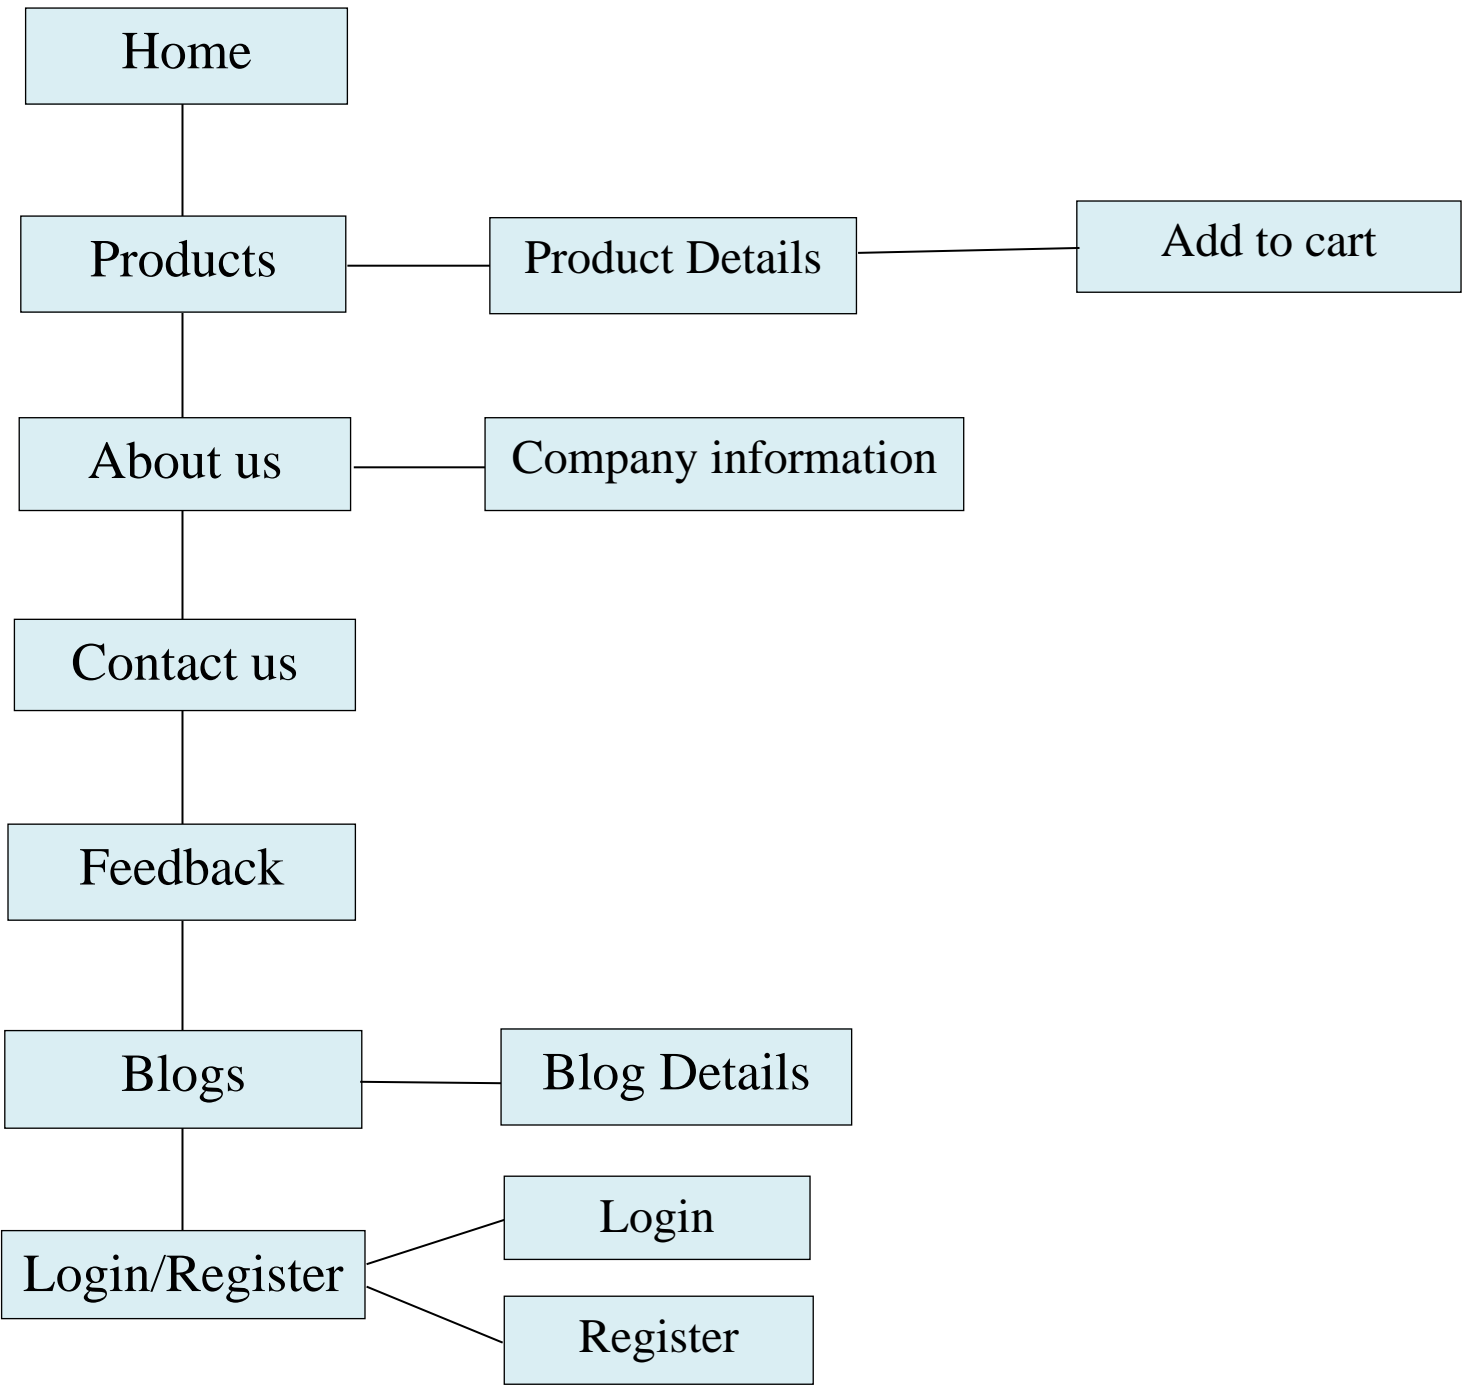 Home
Products
Product Details
Add to cart
About us
Company information
Contact us
Feedback
Blogs
Blog Details
Login/Register
Login
Register